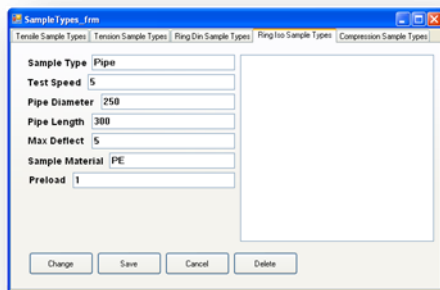 SampleTypes_frm
Tensile Sample Types Tension Sample Types Ring Din Sample Types Ring Iso Sample Types Compression Sample Types
Sample Type Pipe
Test Speed 5
Pipe Diameter 250
Pipe Length 300
Max Deflect 5
Sample Material PE
Preload 1
Change Save Cancel Delete